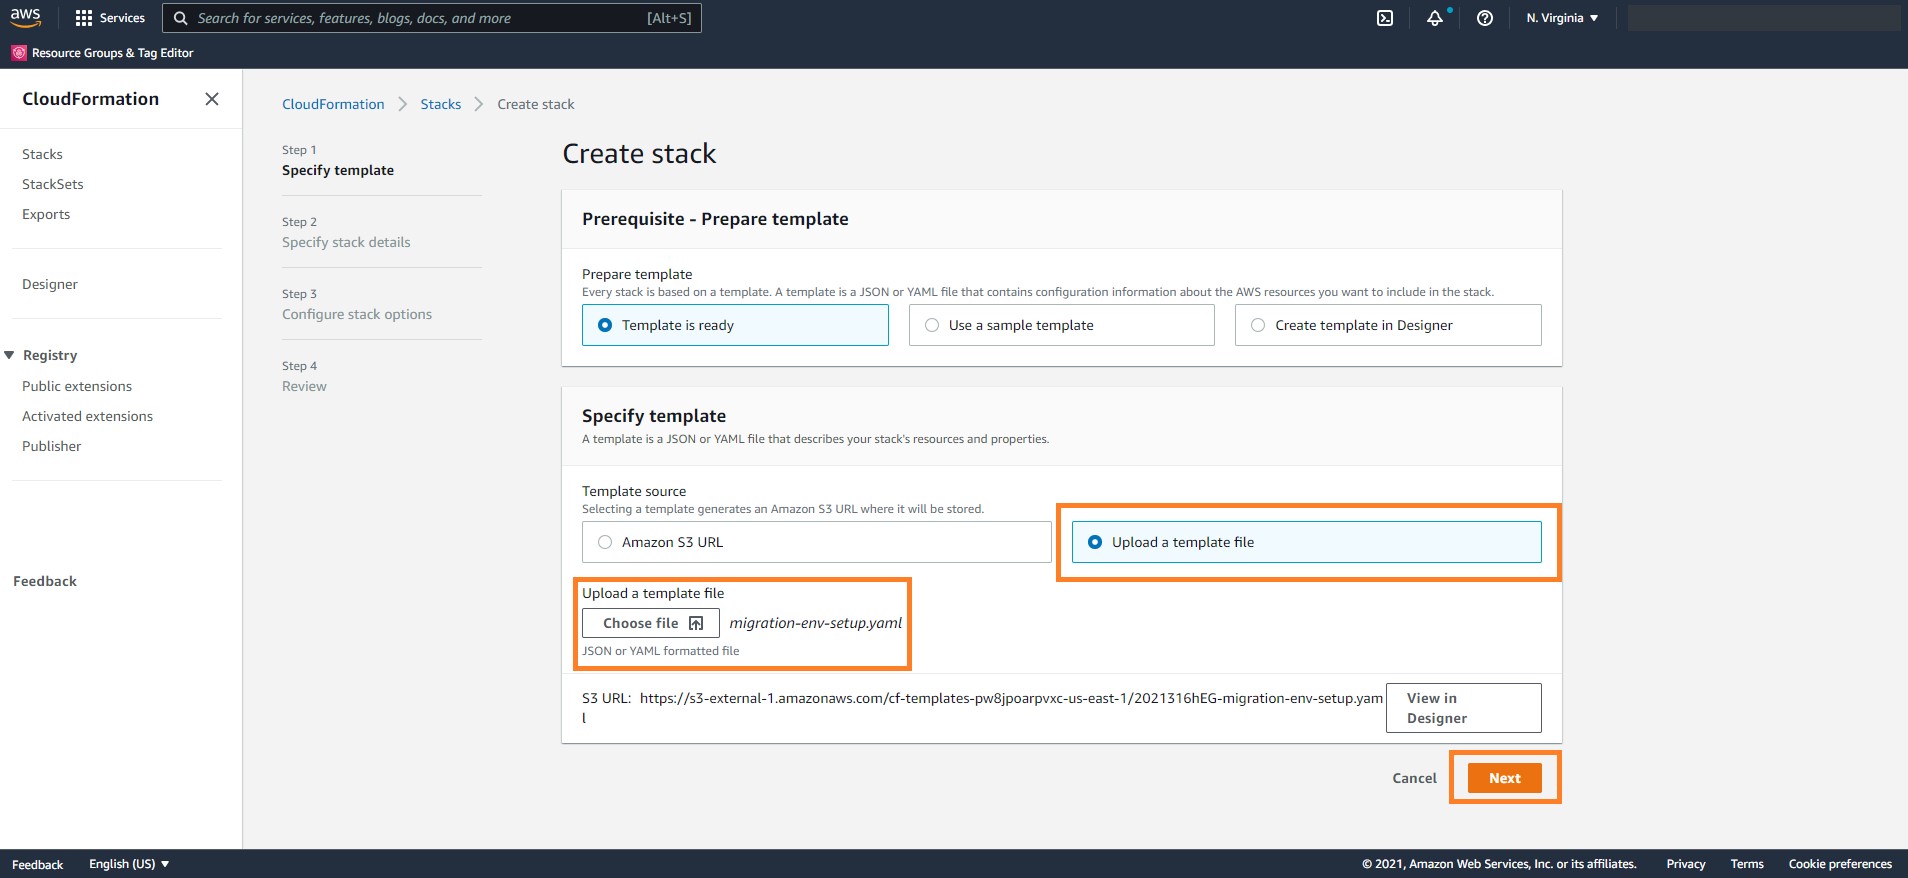 aws
Services
Search for services, features, blogs, docs, and more
[Alt+S]
N. Virginia
Resource Groups & Tag Editor
CloudFormation
Stacks
StackSets
Exports
Designer
Registry
Public extensions
Activated extensions
Publisher
Feedback
CloudFormation
Stacks
Create stack
Step 1
Specify template
Step 2
Specify stack details
Step 3
Configure stack options
Step 4
Review
Create stack
Prerequisite - Prepare template
Prepare template
Every stack is based on a template. A template is a JSON or YAML file that contains configuration information about the AWS resources you want to include in the stack.
Template is ready
Use a sample template
Create template in Designer
Specify template
A template is a JSON or YAML file that describes your stack's resources and properties.
Template source
Selecting a template generates an Amazon S3 URL where it will be stored.
Amazon S3 URL
Upload a template file
Upload a template file
Choose file
migration-env-setup.yaml
JSON or YAML formatted file
S3 URL: https://s3-external-1.amazonaws.com/cf-templates-pw8jpoarpvxc-us-east-1/2021316hEG-migration-env-setup.yam
l
View in
Designer
Cancel
Next
Feedback
English (US)
© 2021, Amazon Web Services, Inc. or its affiliates.
Privacy
Terms
Cookie preferences